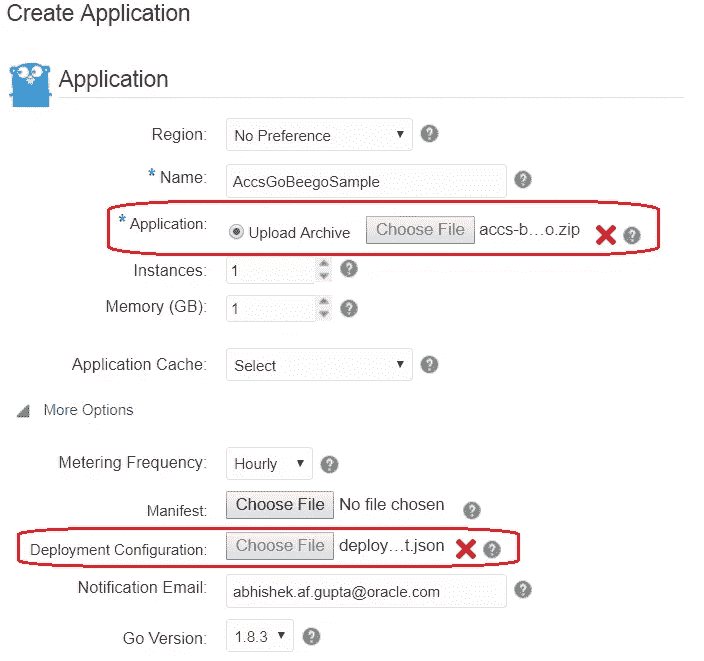 Create Application
Application
Region: No Preference
* Name: AccsGoBeegoSample
* Application: Upload Archive Choose File accs-b...o.zip
Instances: 1
Memory (GB): 1
Application Cache: Select
More Options
Metering Frequency: Hourly
Manifest: Choose File No file chosen
Deployment Configuration: Choose File deploy...t.json
Notification Email: abhishek.af.gupta@oracle.com
Go Version: 1.8.3